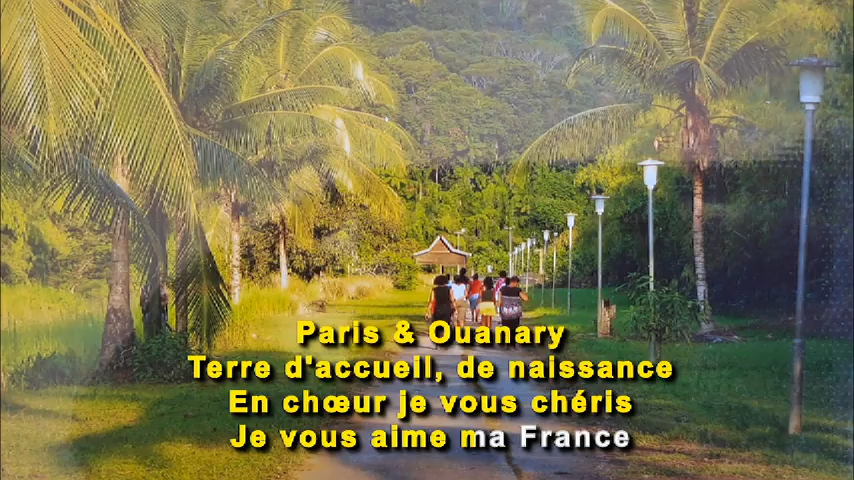 Paris & Ouanary
Terre d'accueil, de naissance
En chœur je vous chéris
Je vous aime ma France